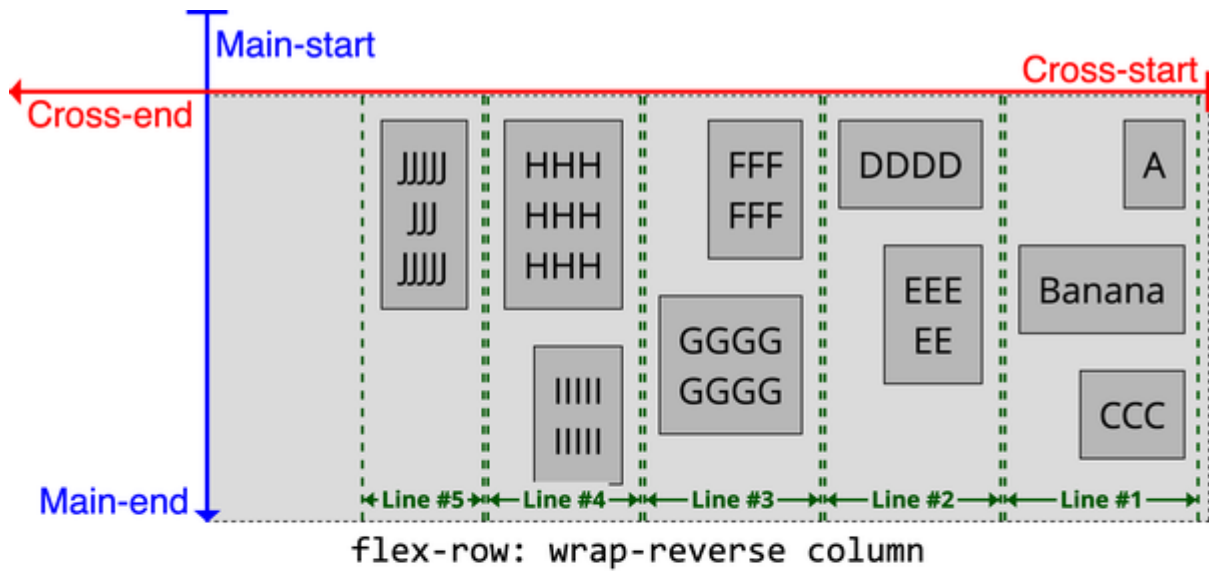 Main-start
Cross-start
Cross-end
JJJJJ
JJJ
JJJJJ
HHH
HHH
HHH
FFF
FFF
DDDD
A
EEE
EE
Banana
GGGG
GGGG
IIIII
IIIII
CCC
Main-end
Line #5
Line #4
Line #3
Line #2
Line #1
flex-row: wrap-reverse column